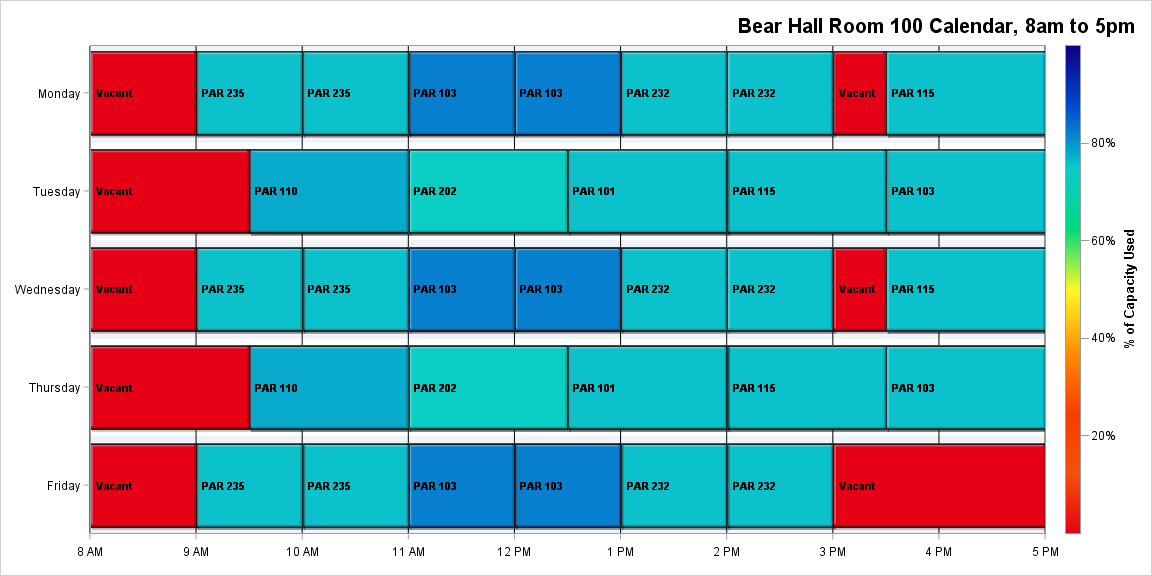 Bear Hall Room 100 Calendar, 8am to 5pm
Monday
Vacant
PAR 235
PAR 235
PAR 103
PAR 103
PAR 232
PAR 232
Vacant
PAR 115
Tuesday
Vacant
PAR 110
PAR 202
PAR 101
PAR 115
PAR 103
Wednesday
Vacant
PAR 235
PAR 235
PAR 103
PAR 103
PAR 232
PAR 232
Vacant
PAR 115
Thursday
Vacant
PAR 110
PAR 202
PAR 101
PAR 115
PAR 103
Friday
Vacant
PAR 235
PAR 235
PAR 103
PAR 103
PAR 232
PAR 232
Vacant
8 AM
9 AM
10 AM
11 AM
12 PM
1 PM
2 PM
3 PM
4 PM
5 PM
80%
60%
40%
20%
% of Capacity Used